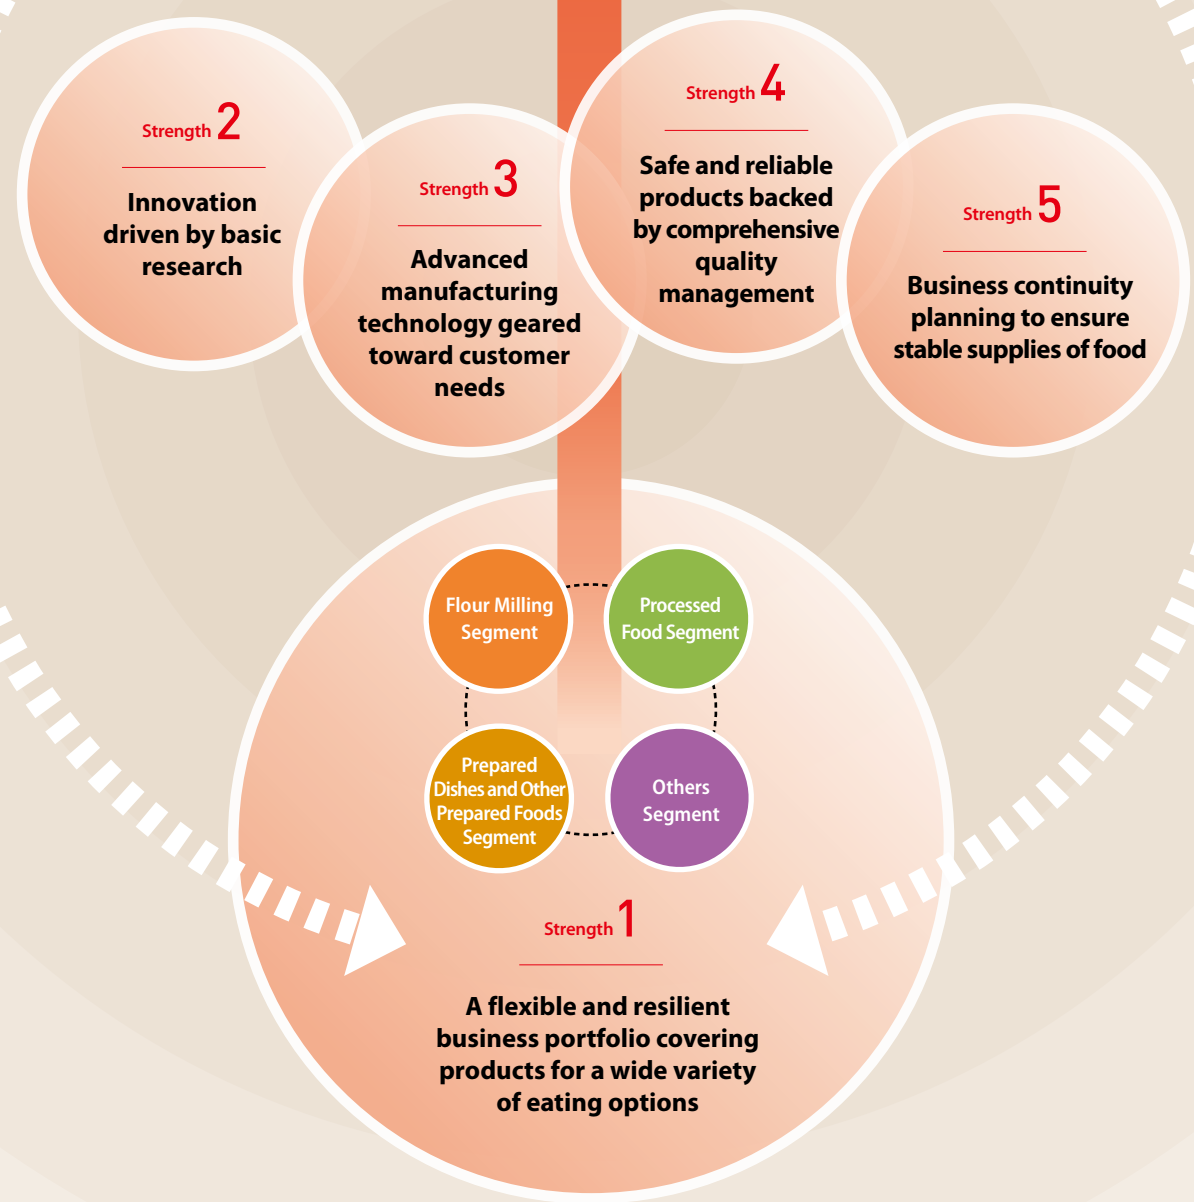 Strength 2
Innovation
driven by basic
research
Strength 3
Advanced
manufacturing
technology geared
toward customer
needs
Strength 4
Safe and reliable
products backed
by comprehensive
quality
management
Strength 5
Business continuity
planning to ensure
stable supplies of food
Flour Milling
Segment
Processed
Food Segment
Prepared
Dishes and Other
Prepared Foods
Segment
Others
Segment
Strength 1
A flexible and resilient
business portfolio covering
products for a wide variety
of eating options